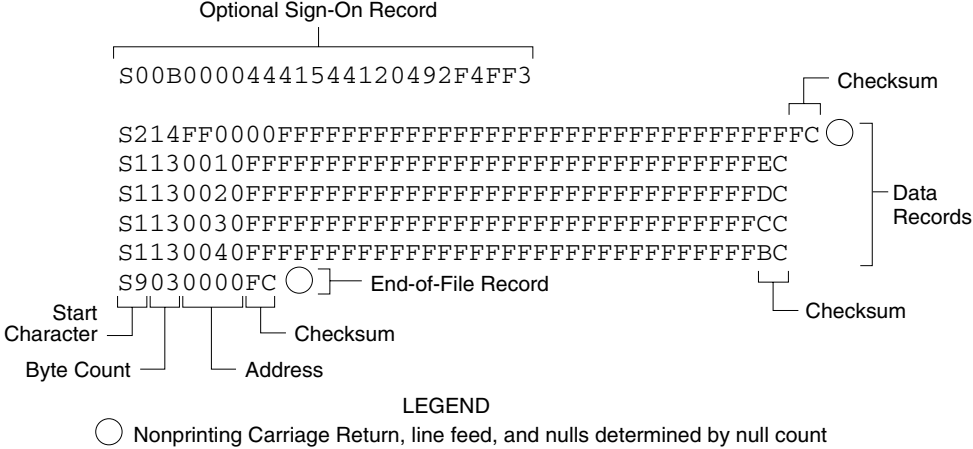 Optional Sign-On Record
S00B00004441544120492F4FF3
Checksum
S214FF0000FFFFFFFFFFFFFFFFFFFFFFFFFFFFFFFFFC
S1130010FFFFFFFFFFFFFFFFFFFFFFFFFFFFFFFFEC
S1130020FFFFFFFFFFFFFFFFFFFFFFFFFFFFFFFFDC
S1130030FFFFFFFFFFFFFFFFFFFFFFFFFFFFFFFFCC
S1130040FFFFFFFFFFFFFFFFFFFFFFFFFFFFFFFFBC
Data
Records
S9030000FC
End-of-File Record
Checksum
Start
Character
Checksum
Byte Count
Address
LEGEND
Nonprinting Carriage Return, line feed, and nulls determined by null count